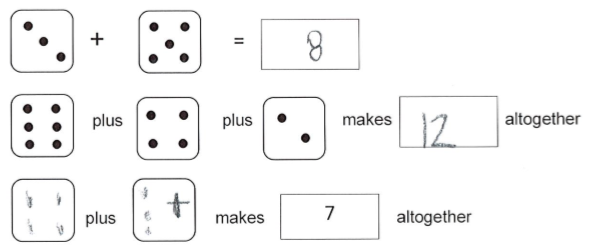 + = 8
plus plus makes 12 altogether
plus makes 7 altogether